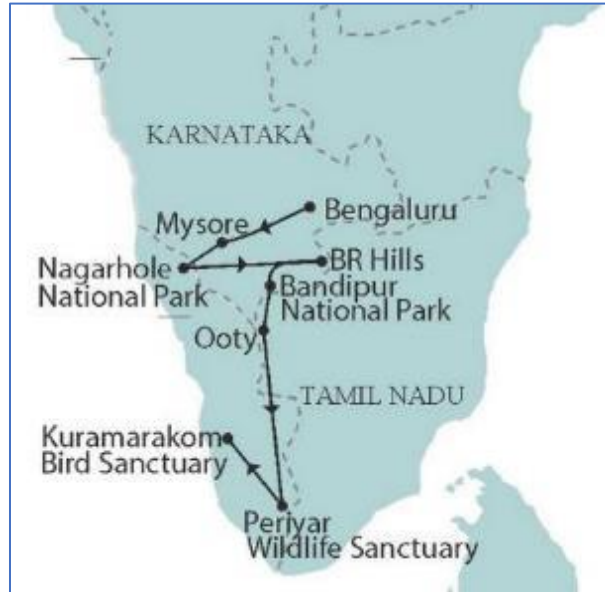 KARNATAKA
Bengaluru
Mysore
BR Hills
Nagarhole
National Park
Bandipur
National Park
Ooty
TAMIL NADU
Kuramarakom
Bird Sanctuary
Periyar
Wildlife Sanctuary